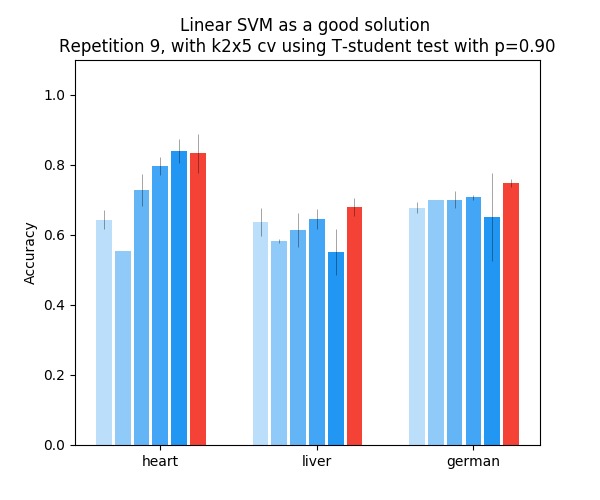 Linear SVM as a good solution
Repetition 9, with k2x5 cv using T-student test with p=0.90
1.0
0.8
0.6
0.4
0.2
0.0
Accuracy
heart liver german